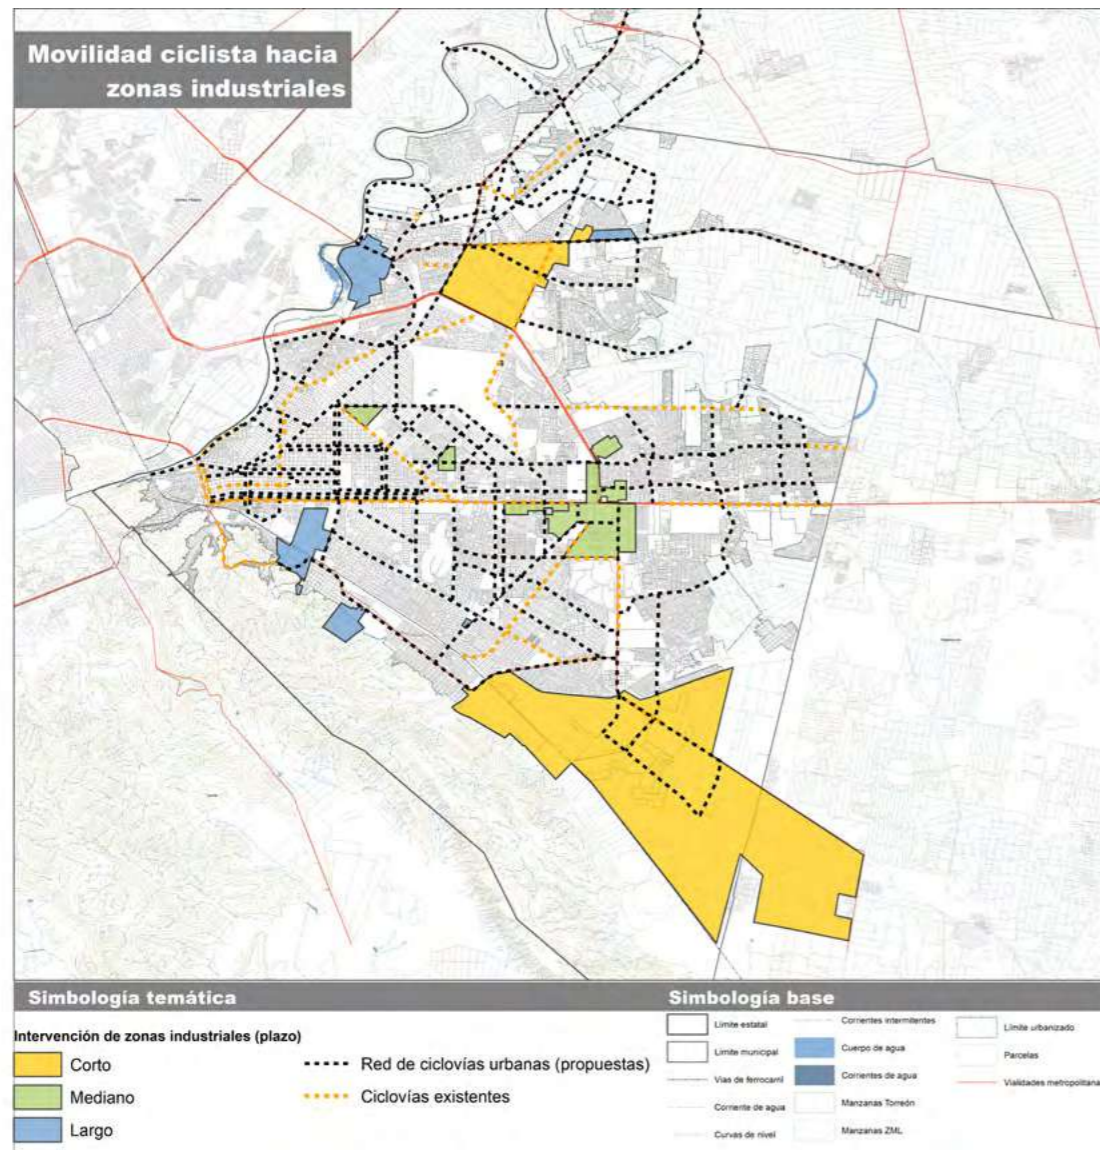 Movilidad ciclista hacia
zonas industriales
Simbología temática
Intervención de zonas industriales (plazo)
Corto
Mediano
Largo
Red de ciclovías urbanas (propuestas)
Ciclovías existentes
Simbología base
Límite estatal
Límite municipal
Vias de ferrocarril
Corriente de agua
Curvas de nivel
Corrientes intermitentes
Cuerpo de agua
Corrientes de agua
Manzanas Torreón
Manzanas ZML
Límite urbanizado
Parcelas
Vialidades metropolitana